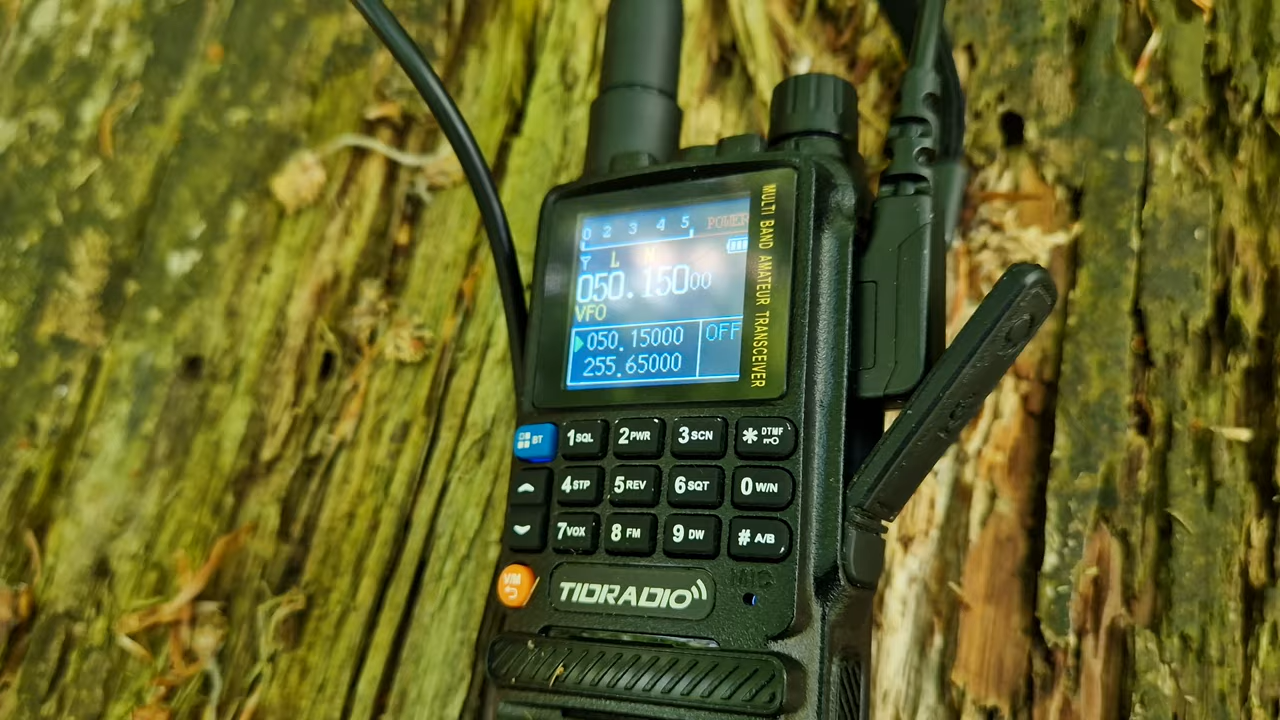 0 2 3 4 5 POWER
L N
050.15000
VFO
050.15000 OFF
255.65000
MULTI BAND AMATEUR TRANSCEIVER
BT 1SQL 2PWR 3SCN *DTMF
4STP 5REV 6SQT 0W/N
7VOX 8FM 9DW #A/B
V/M
TIDRADIO
MIC